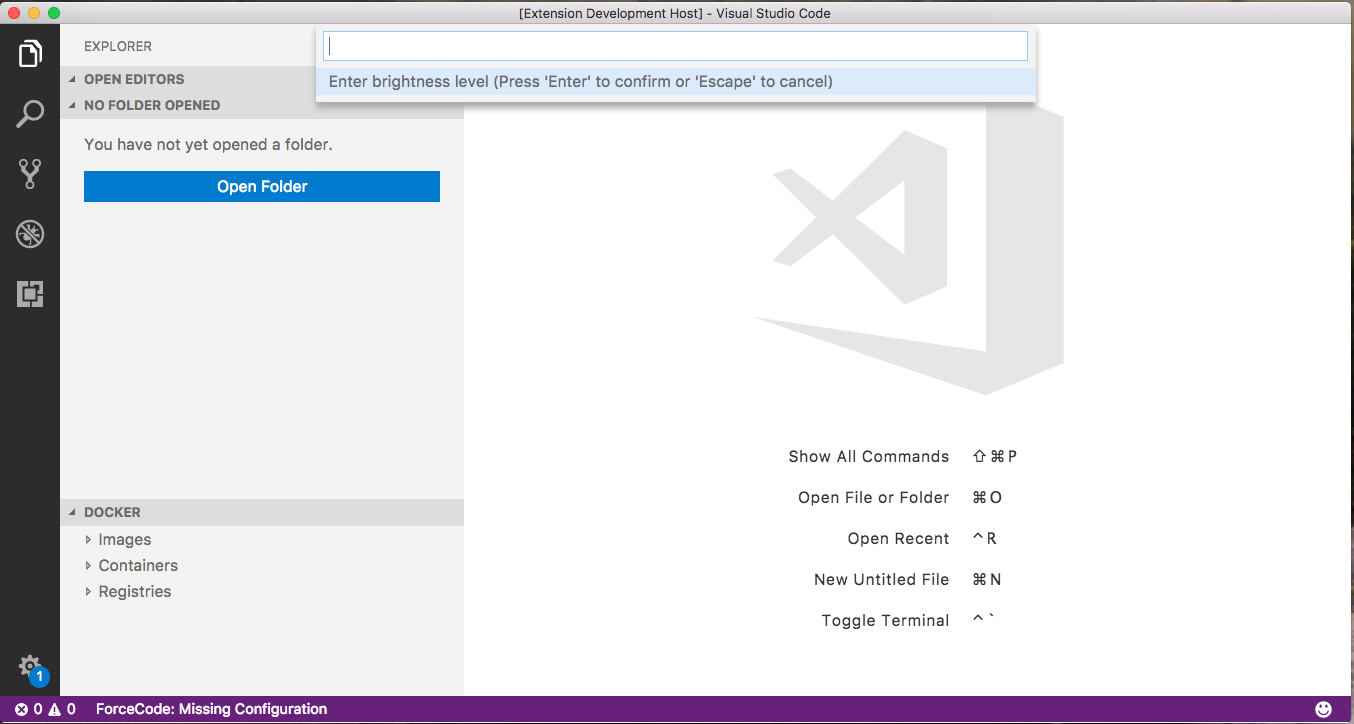 [Extension Development Host] - Visual Studio Code
EXPLORER
OPEN EDITORS
NO FOLDER OPENED
You have not yet opened a folder.
Open Folder
Enter brightness level (Press 'Enter' to confirm or 'Escape' to cancel)
Show All Commands ⇧⌘P
Open File or Folder ⌘O
Open Recent ^R
New Untitled File ⌘N
Toggle Terminal ^`
DOCKER
Images
Containers
Registries
1
0 0 ForceCode: Missing Configuration